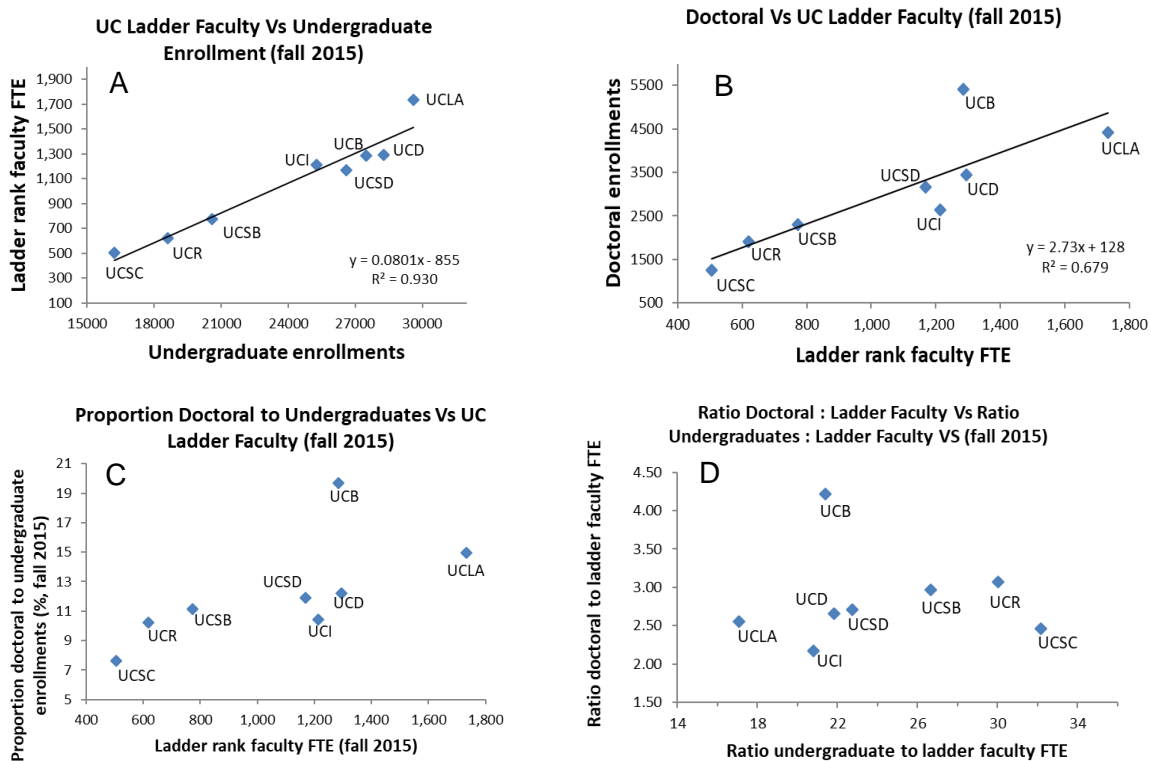 UC Ladder Faculty Vs Undergraduate
Enrollment (fall 2015)
A
Ladder rank faculty FTE
1,900
1,700
1,500
1,300
1,100
900
700
500
300
100
UCLA
UCB
UCD
UCI
UCSD
UCSB
UCR
UCSC
y = 0.0801x - 855
R² = 0.930
15000 18000 21000 24000 27000 30000
Undergraduate enrollments
Doctoral Vs UC Ladder Faculty (fall 2015)
B
Doctoral enrollments
5500
4500
3500
2500
1500
500
UCB
UCLA
UCSD
UCD
UCI
UCSB
UCR
UCSC
y = 2.73x + 128
R² = 0.679
400 600 800 1,000 1,200 1,400 1,600 1,800
Ladder rank faculty FTE
Proportion Doctoral to Undergraduates Vs UC
Ladder Faculty (fall 2015)
C
Proportion doctoral to undergraduate
enrollments (%, fall 2015)
21
19
17
15
13
11
9
7
5
UCB
UCLA
UCSD
UCD
UCI
UCSB
UCR
UCSC
400 600 800 1,000 1,200 1,400 1,600 1,800
Ladder rank faculty FTE (fall 2015)
Ratio Doctoral : Ladder Faculty Vs Ratio
Undergraduates : Ladder Faculty VS (fall 2015)
D
Ratio doctoral to ladder faculty FTE
4.50
4.00
3.50
3.00
2.50
2.00
1.50
UCB
UCD
UCSD
UCSB
UCR
UCLA
UCI
UCSC
14 18 22 26 30 34
Ratio undergraduate to ladder faculty FTE